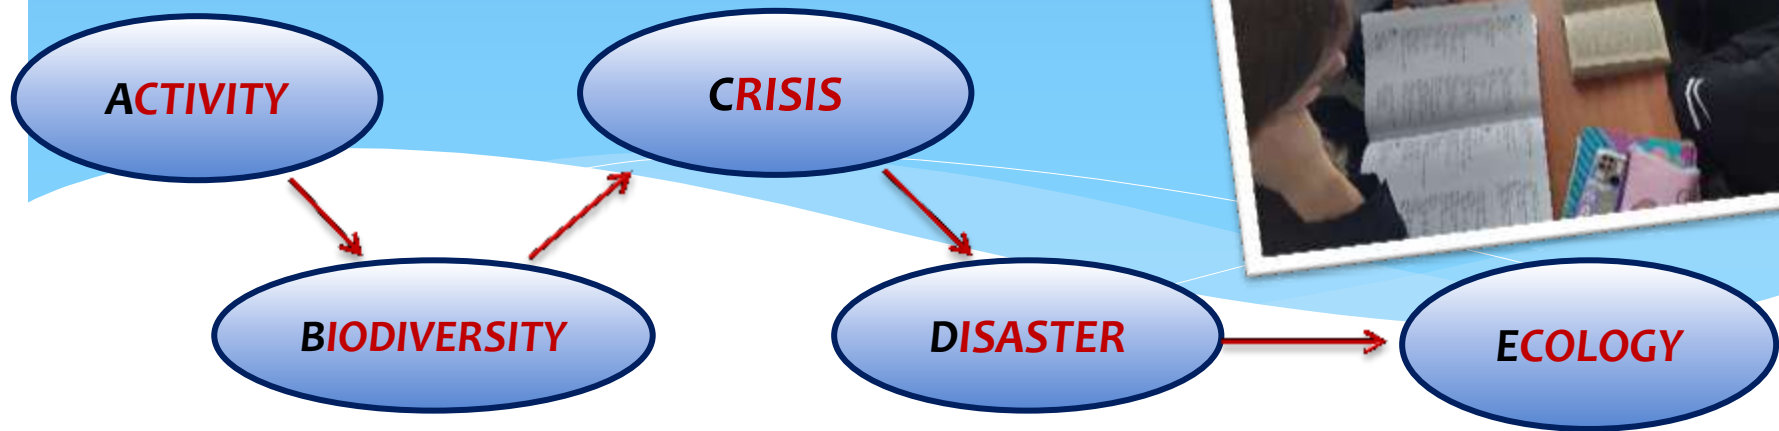 ACTIVITY
BIODIVERSITY
CRISIS
DISASTER
ECOLOGY